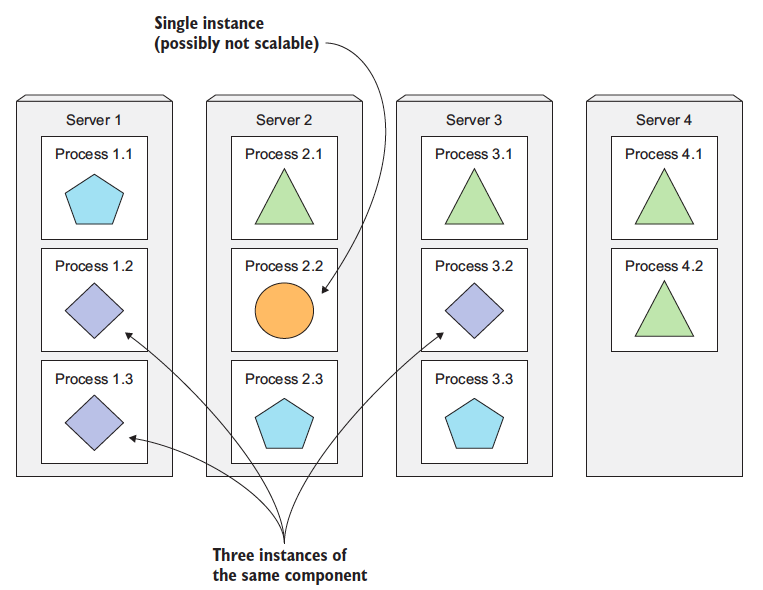 Single instance
(possibly not scalable)
Server 1
Process 1.1
Process 1.2
Process 1.3
Server 2
Process 2.1
Process 2.2
Process 2.3
Server 3
Process 3.1
Process 3.2
Process 3.3
Server 4
Process 4.1
Process 4.2
Three instances of
the same component